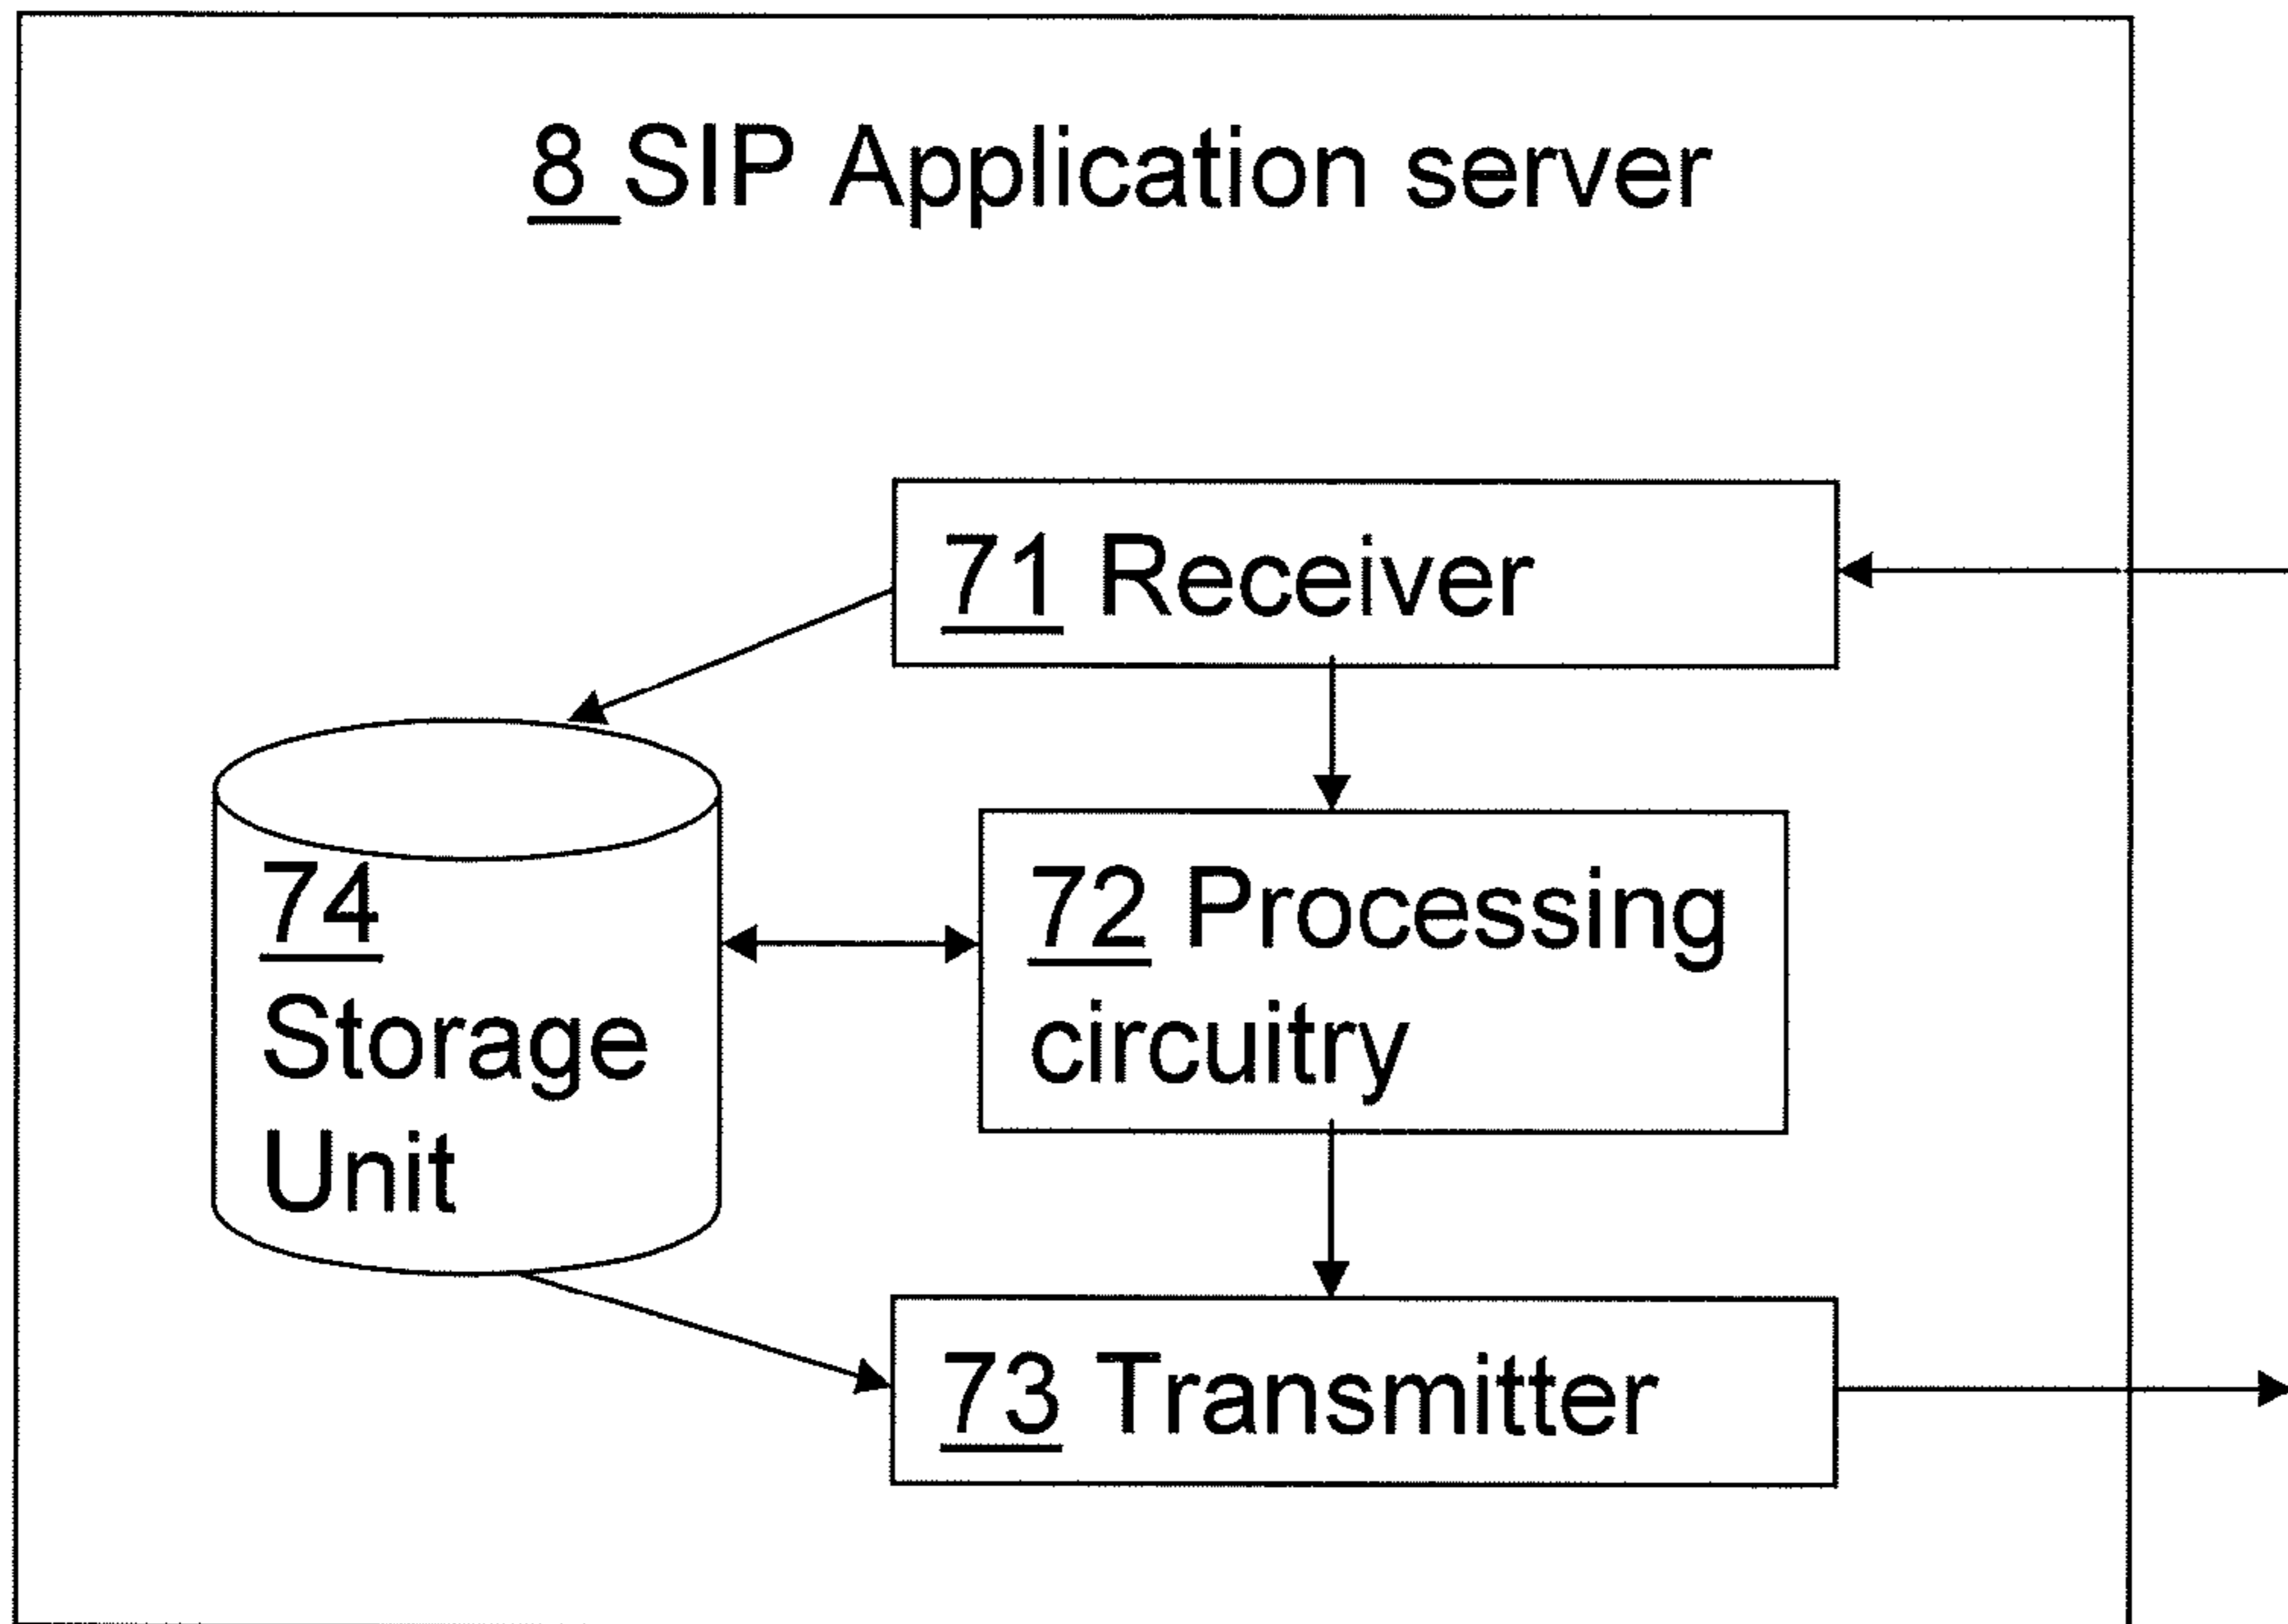 8 SIP Application server
71 Receiver
74
Storage
Unit
72 Processing
circuitry
73 Transmitter